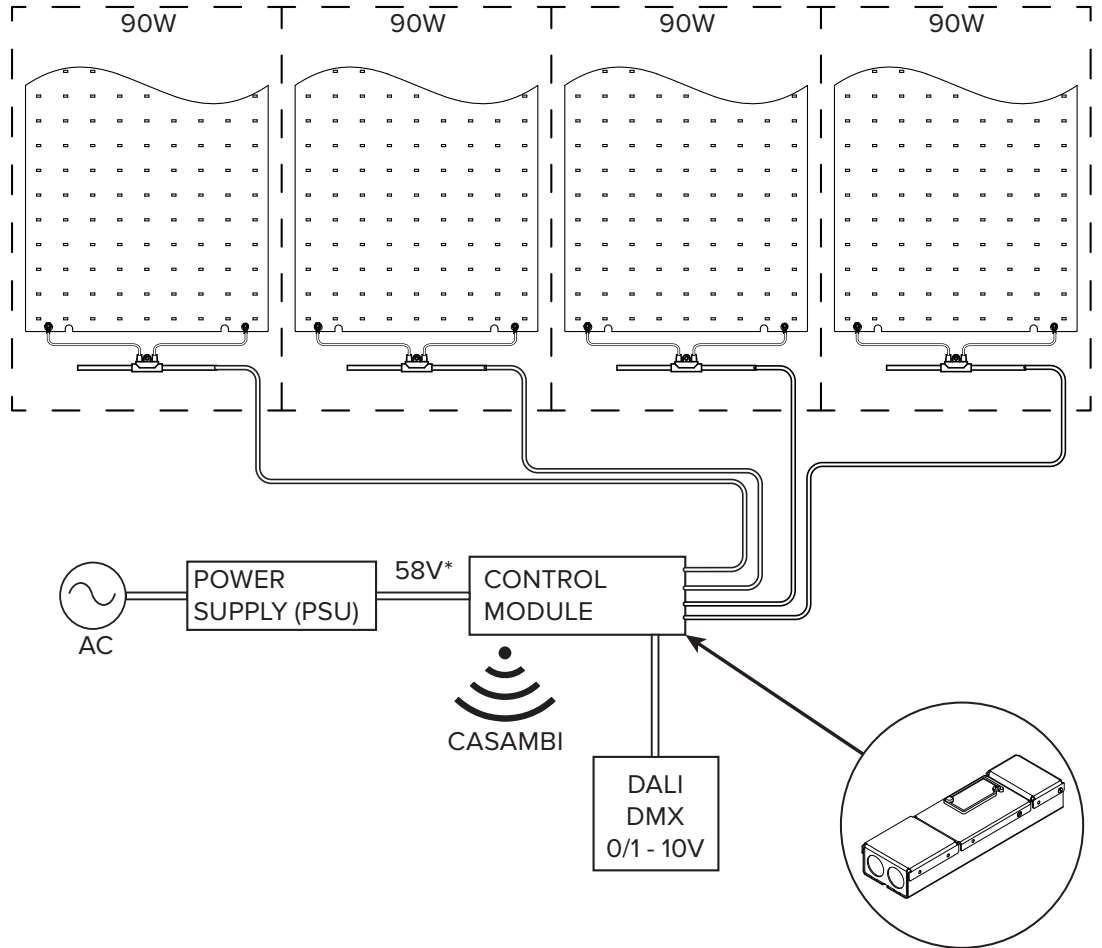 90W
90W
90W
90W
AC
POWER
SUPPLY (PSU)
58V*
CONTROL
MODULE
CASAMBI
DALI
DMX
0/1 - 10V